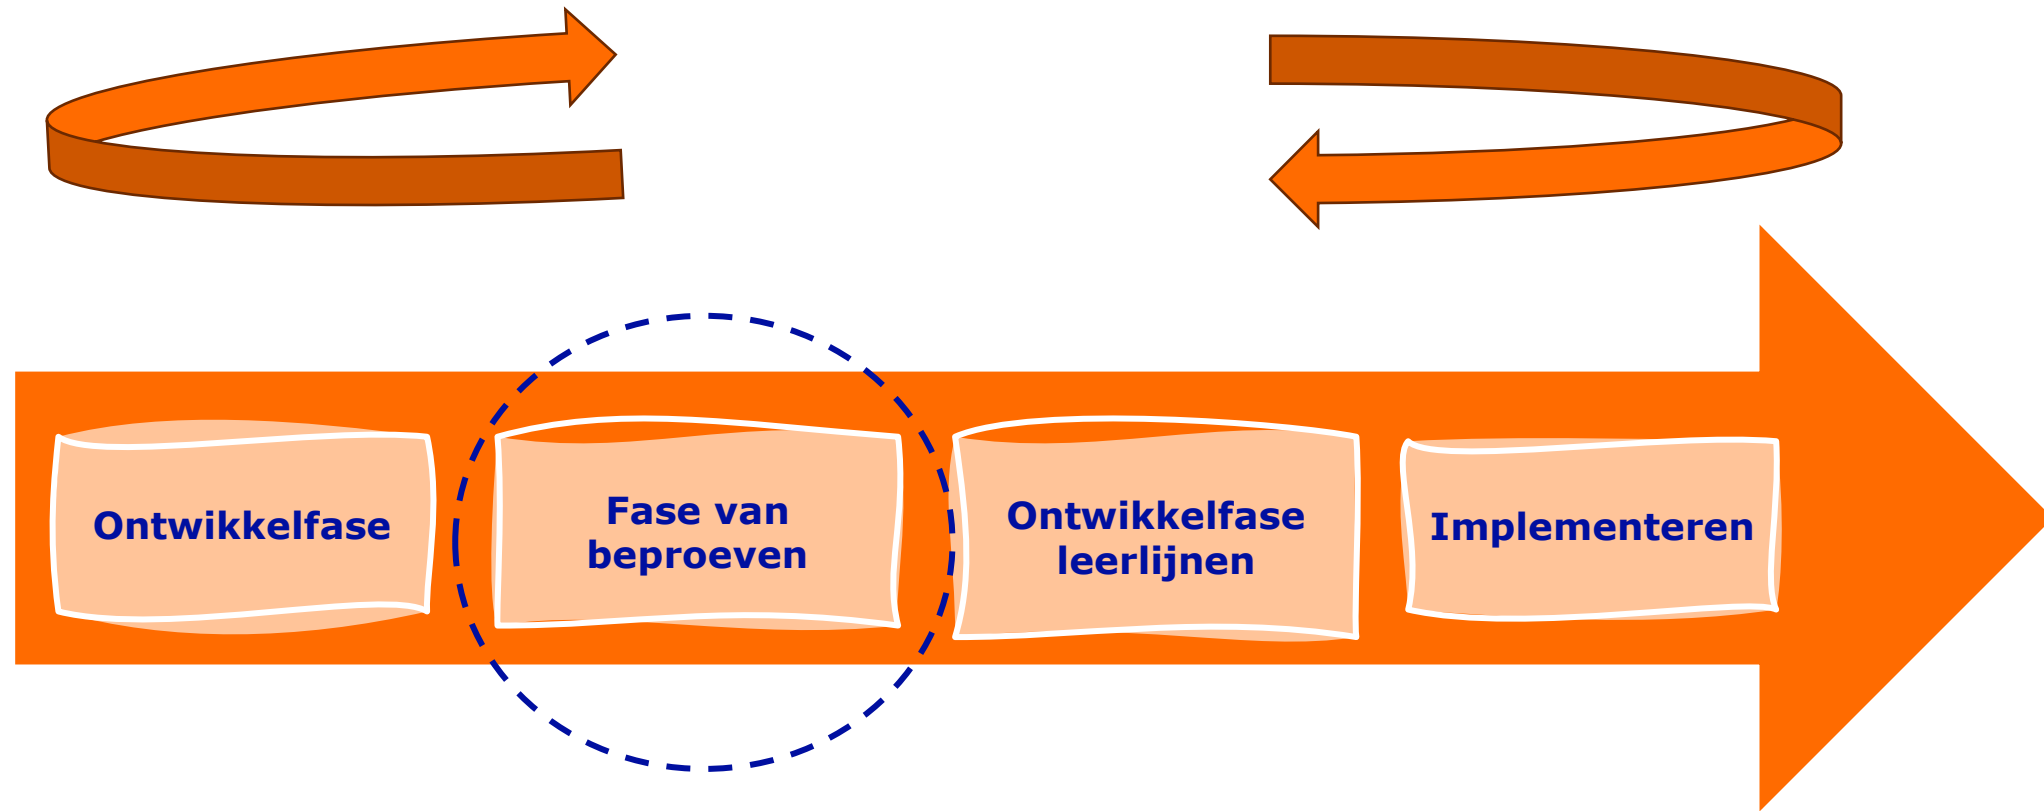 Ontwikkelfase
Fase van
beproeven
Ontwikkelfase
leerlijnen
Implementeren